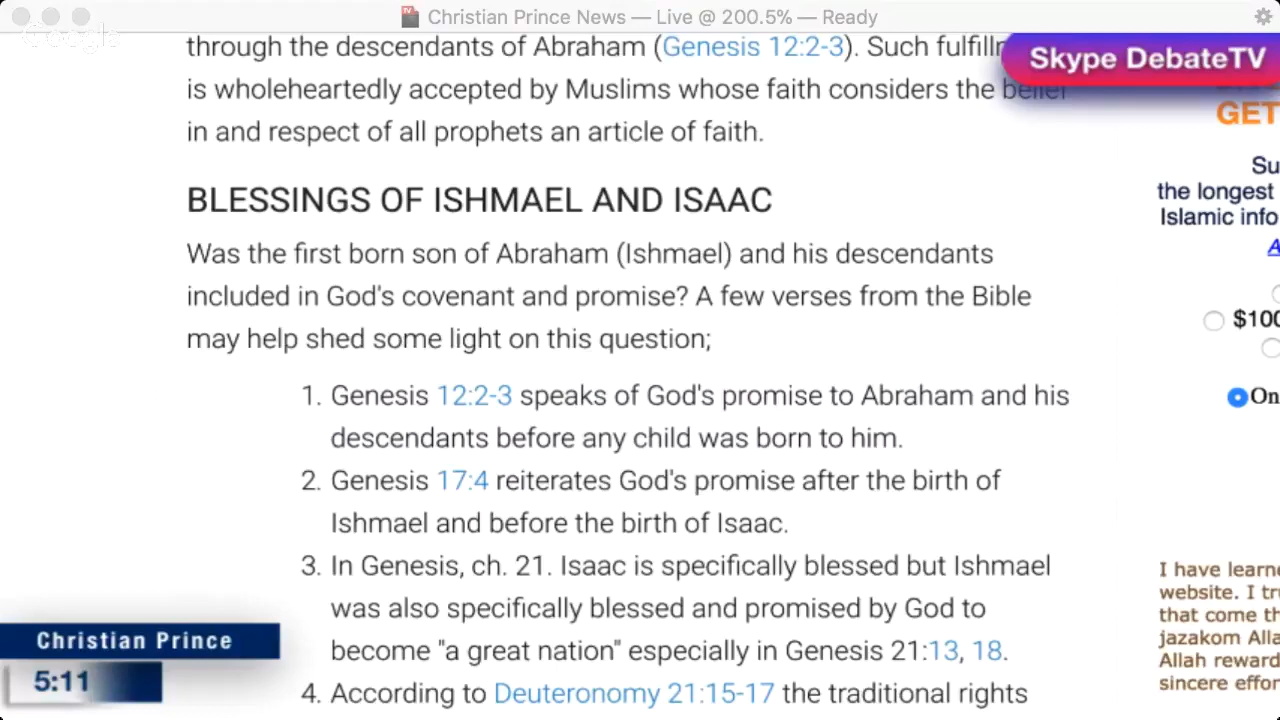 Christian Prince News — Live @ 200.5% — Ready
Google
through the descendants of Abraham (Genesis 12:2-3). Such
Skype DebateTV
is wholeheartedly accepted by Muslims whose faith considers the belief
in and respect of all prophets an article of faith.
GET
BLESSINGS OF ISHMAEL AND ISAAC
Su
the longest
Islamic info
A
Was the first born son of Abraham (Ishmael) and his descendants
included in God's covenant and promise? A few verses from the Bible
may help shed some light on this question;
$100
On
1. Genesis 12:2-3 speaks of God's promise to Abraham and his
descendants before any child was born to him.
2. Genesis 17:4 reiterates God's promise after the birth of
Ishmael and before the birth of Isaac.
3. In Genesis, ch. 21. Isaac is specifically blessed but Ishmael
was also specifically blessed and promised by God to
become "a great nation" especially in Genesis 21:13, 18.
4. According to Deuteronomy 21:15-17 the traditional rights
I have learne
website. I tru
that come th
jazakom Alla
Allah reward
sincere effor
Christian Prince
5:11